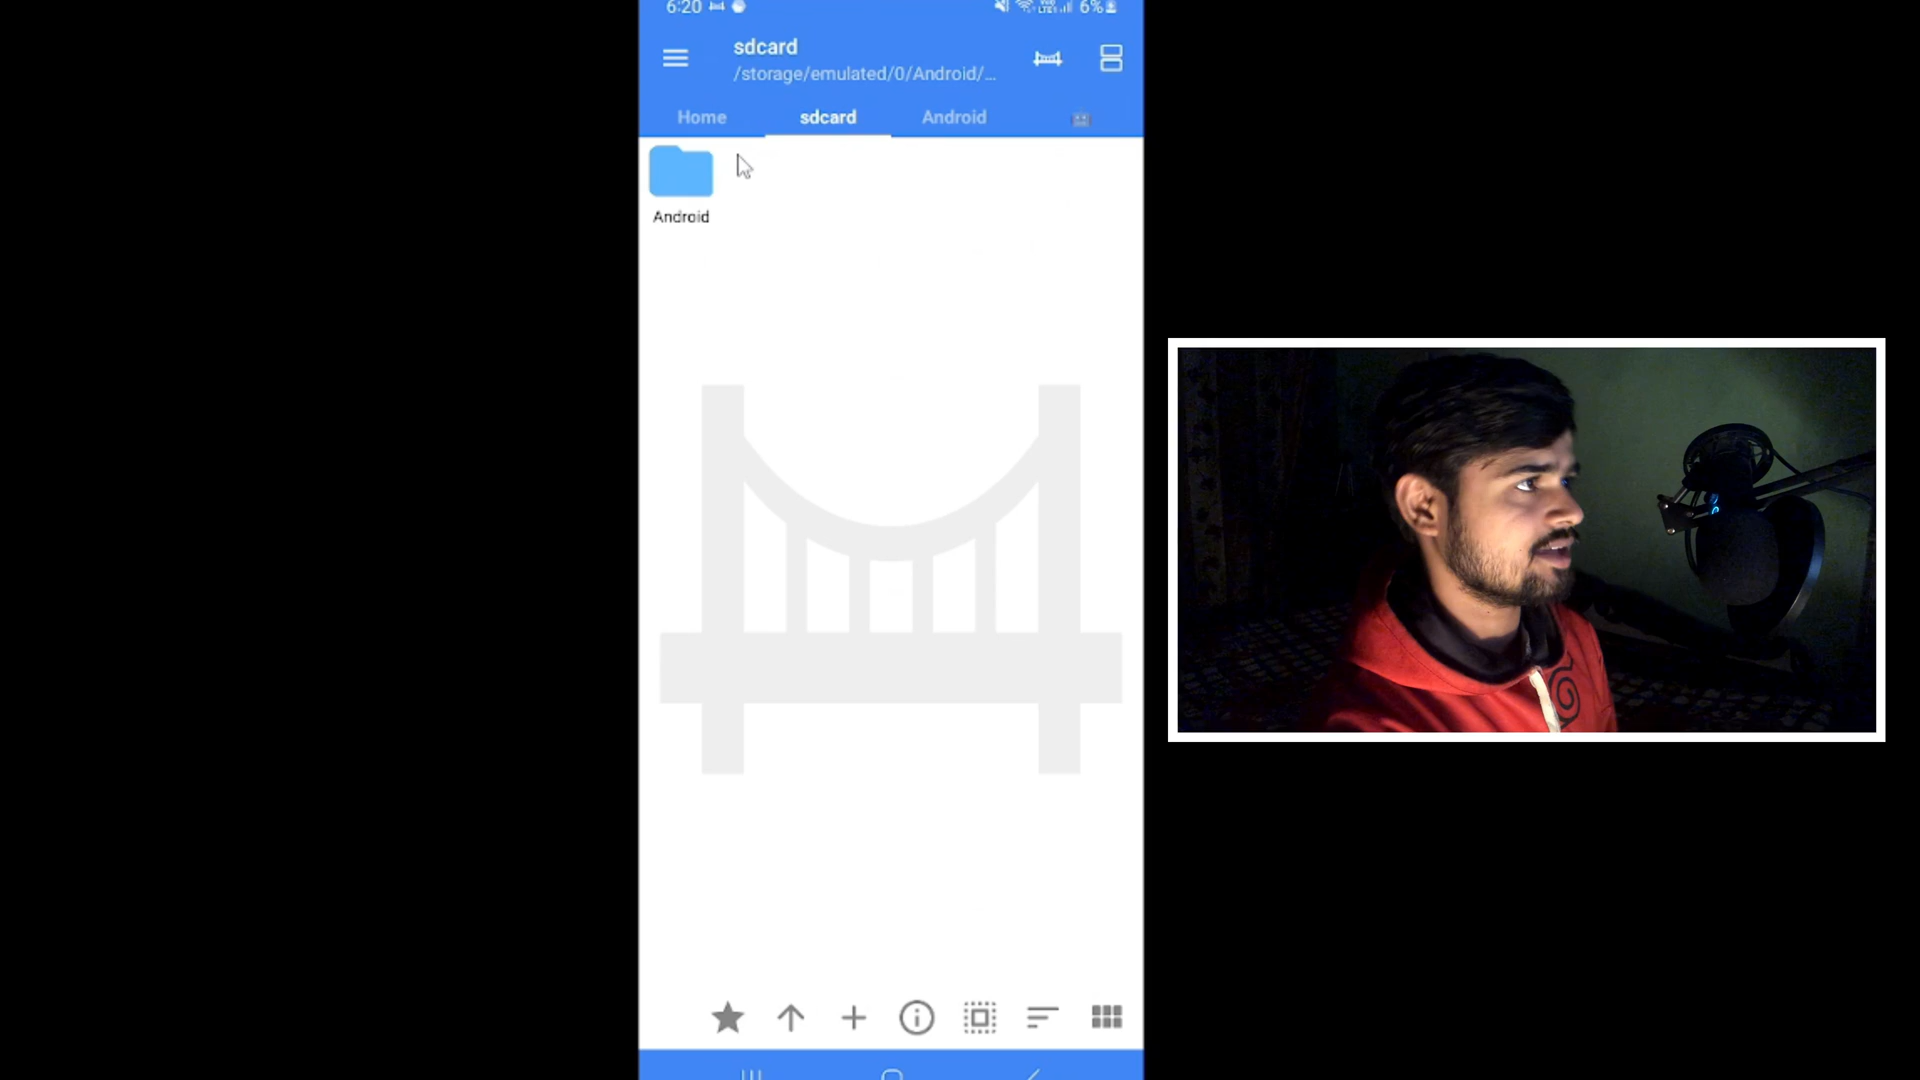 6:20
6%
sdcard
/storage/emulated/0/Android/...
Home sdcard Android
Android